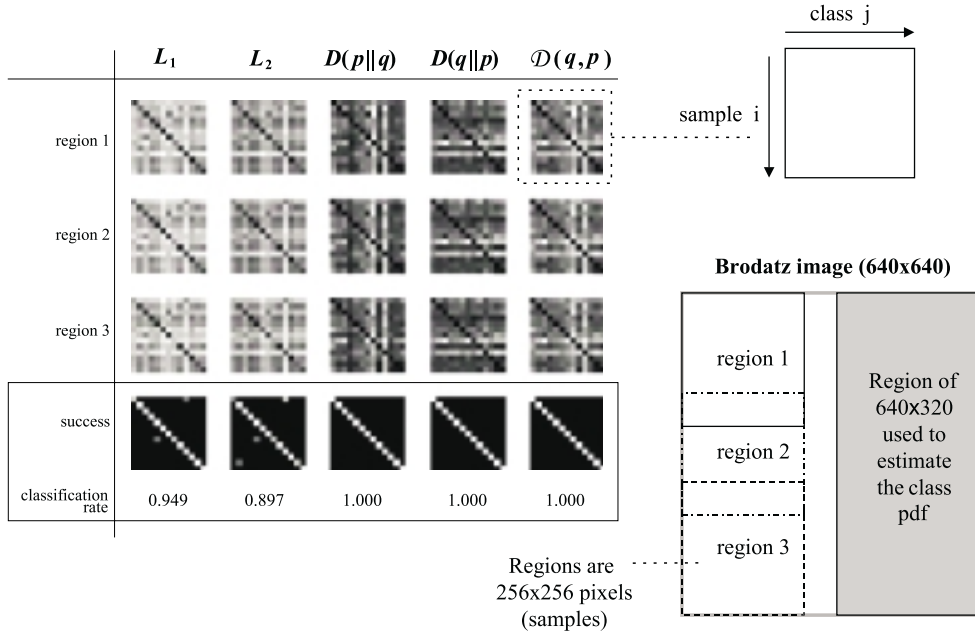 class j
L₁ L₂ D(p‖q) D(q‖p) 𝒟(q,p)
region 1
sample i
region 2
region 3
success
classification
rate
0.949 0.897 1.000 1.000 1.000
Brodatz image (640x640)
region 1
region 2
region 3
Region of
640x320
used to
estimate
the class
pdf
Regions are
256x256 pixels
(samples)